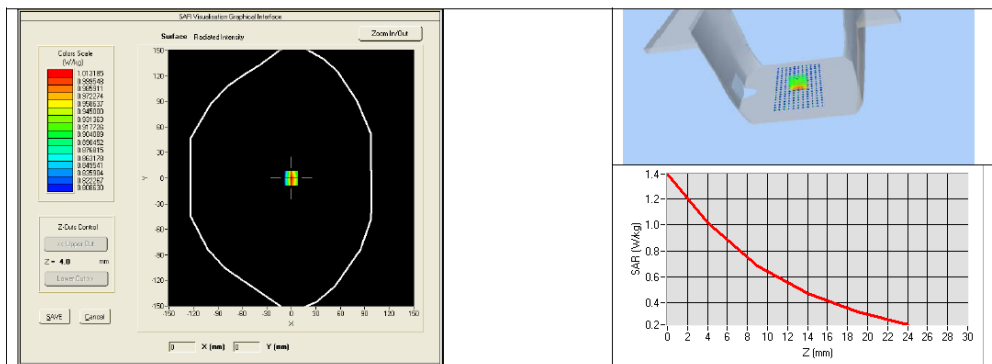 SAR Visualisation Graphical Interface
Surface Radiated Intensity
Zoom In/Out
Colors Scale
(W/kg)
1.013185
0.999548
0.985911
0.972274
0.958637
0.945000
0.931363
0.917726
0.904089
0.890452
0.876815
0.863178
0.849541
0.835904
0.822267
0.808630
Z-Cuts Control
<< Upper Cut
Z = 4.0 mm
Lower Cut >>
SAVE
Cancel
150
120
90
60
30
0
-30
-60
-90
-120
-150
Y
-150 -120 -90 -60 -30 0 30 60 90 120 150
X
0 X (mm) 0 Y (mm)
1.4
1.2
1.0
0.8
0.6
0.4
0.2
SAR (W/kg)
0 2 4 6 8 10 12 14 16 18 20 22 24 26 30
Z (mm)